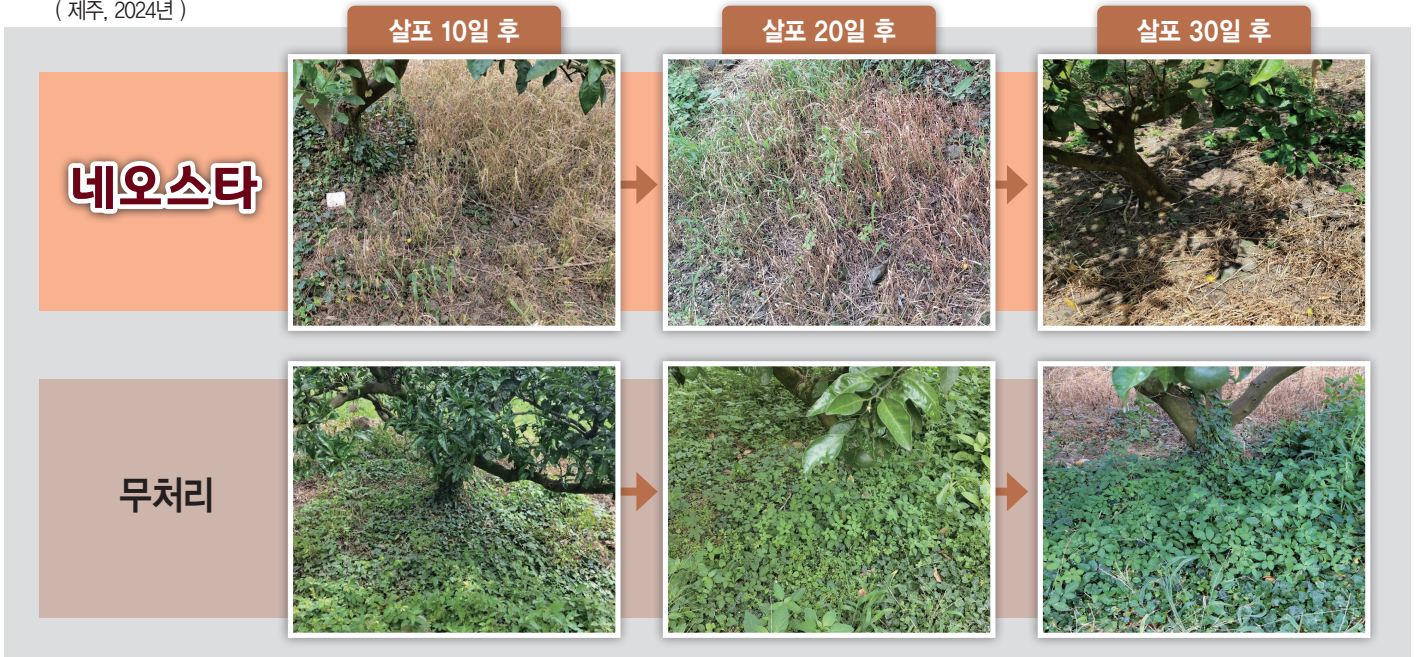 ( 제주, 2024년 )
살포 10일 후
살포 20일 후
살포 30일 후
네오스타
무처리